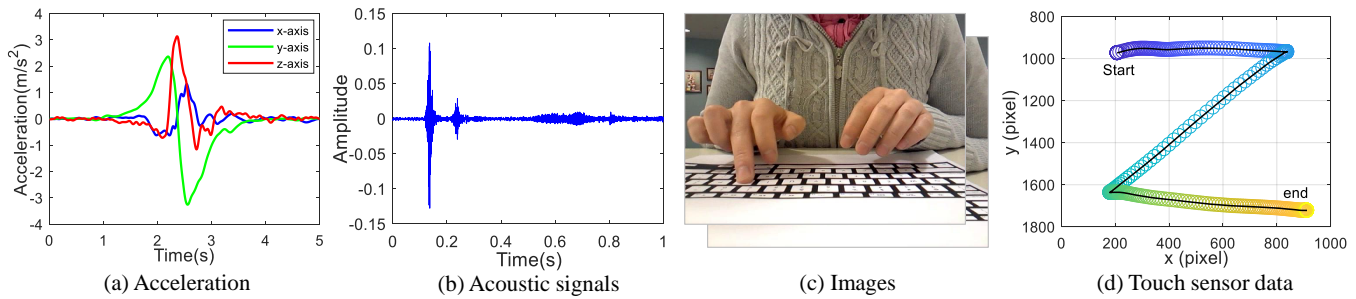 4
3
2
1
0
-1
-2
-3
-4
Acceleration(m/s²)
x-axis
y-axis
z-axis
0 1 2 3 4 5
Time(s)
(a) Acceleration
0.15
0.1
0.05
0
-0.05
-0.1
-0.15
Amplitude
0 0.2 0.4 0.6 0.8 1
Time(s)
(b) Acoustic signals
(c) Images
800
1000
1200
1400
1600
1800
y (pixel)
Start
end
0 200 400 600 800 1000
x (pixel)
(d) Touch sensor data